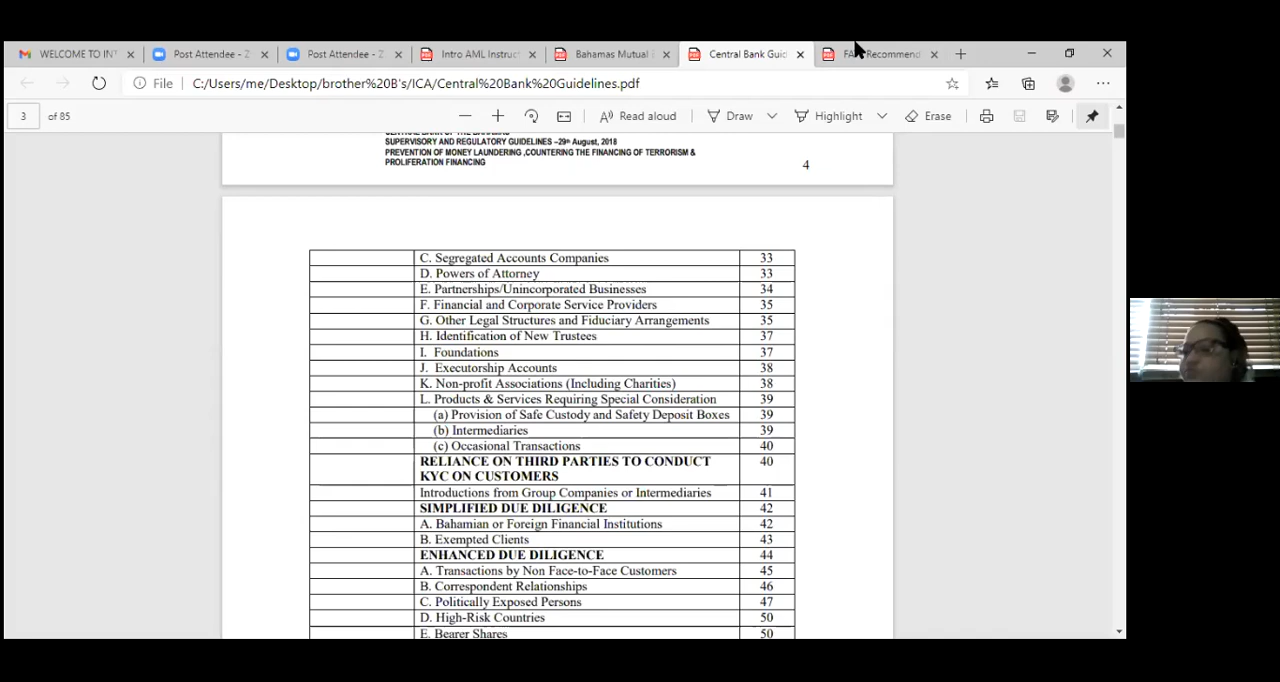 WELCOME TO INT
Post Attendee - Z
Post Attendee - Z
Intro AML Instruc
Bahamas Mutual
Central Bank Guid
Recommend
File
C:/Users/me/Desktop/brother%20B's/ICA/Central%20Bank%20Guidelines.pdf
3 of 85
Read aloud
Draw
Highlight
Erase
SUPERVISORY AND REGULATORY GUIDELINES –29th August, 2018
PREVENTION OF MONEY LAUNDERING ,COUNTERING THE FINANCING OF TERRORISM &
PROLIFERATION FINANCING
4
C. Segregated Accounts Companies 33
D. Powers of Attorney 33
E. Partnerships/Unincorporated Businesses 34
F. Financial and Corporate Service Providers 35
G. Other Legal Structures and Fiduciary Arrangements 35
H. Identification of New Trustees 37
I. Foundations 37
J. Executorship Accounts 38
K. Non-profit Associations (Including Charities) 38
L. Products & Services Requiring Special Consideration 39
(a) Provision of Safe Custody and Safety Deposit Boxes 39
(b) Intermediaries 39
(c) Occasional Transactions 40
RELIANCE ON THIRD PARTIES TO CONDUCT 40
KYC ON CUSTOMERS
Introductions from Group Companies or Intermediaries 41
SIMPLIFIED DUE DILIGENCE 42
A. Bahamian or Foreign Financial Institutions 42
B. Exempted Clients 43
ENHANCED DUE DILIGENCE 44
A. Transactions by Non Face-to-Face Customers 45
B. Correspondent Relationships 46
C. Politically Exposed Persons 47
D. High-Risk Countries 50
E. Bearer Shares 50